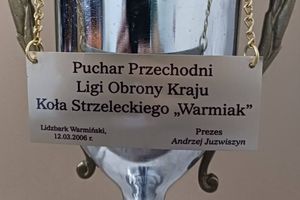 Puchar Przechodni
Ligi Obrony Kraju
Koła Strzeleckiego „Warmiak”
Lidzbark Warmiński,
12.03.2006 r.
Prezes
Andrzej Juzwiszyn